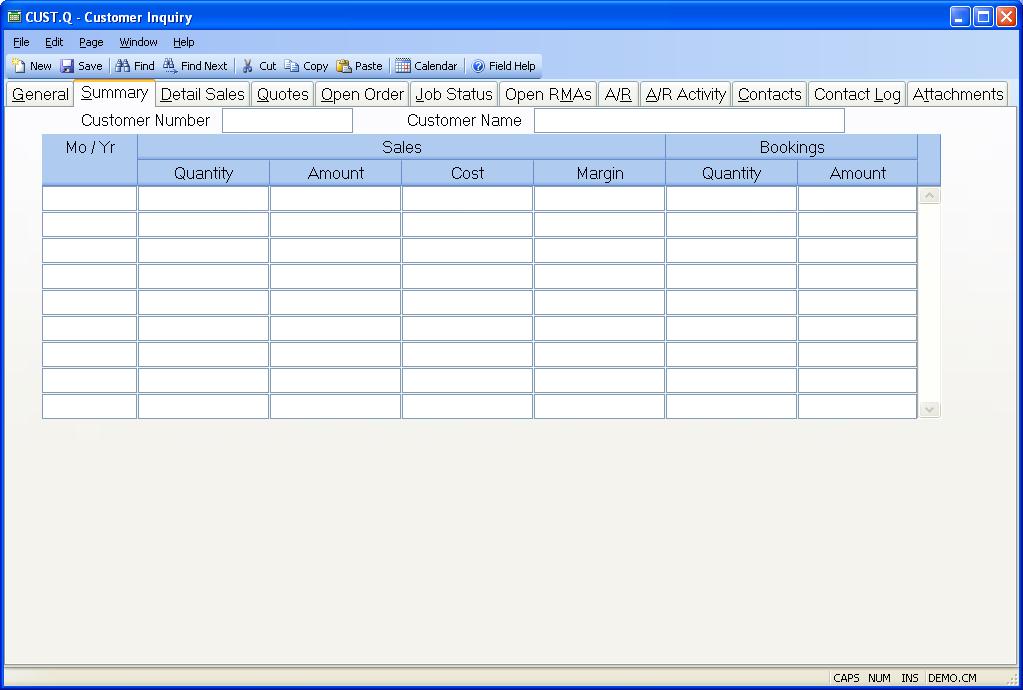 CUST.Q - Customer Inquiry
File Edit Page Window Help
New Save Find Find Next Cut Copy Paste Calendar Field Help
General Summary Detail Sales Quotes Open Order Job Status Open RMAs A/R A/R Activity Contacts Contact Log Attachments
Customer Number Customer Name
Mo / Yr Sales Bookings
Quantity Amount Cost Margin Quantity Amount
CAPS NUM INS DEMO.CM